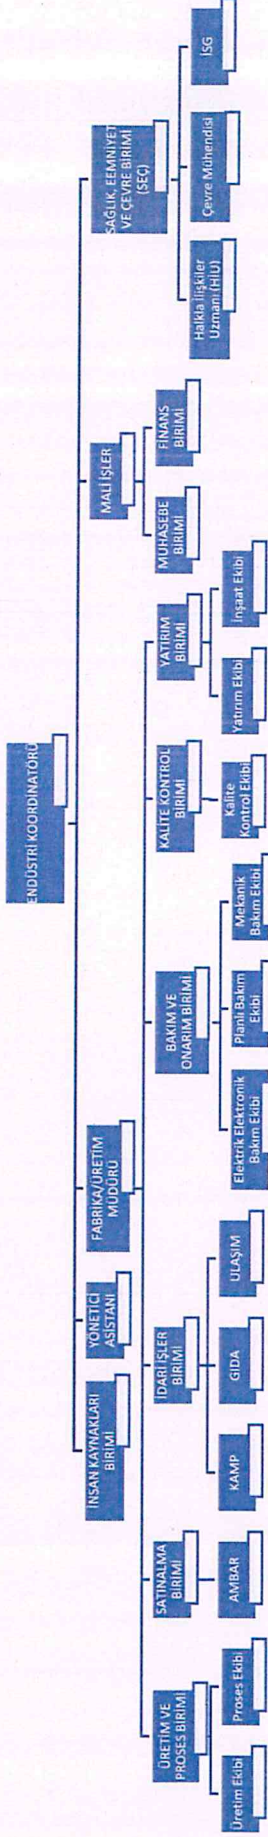 ENDÜSTRİ KOORDİNATÖRÜ
İNSAN KAYNAKLARI
BİRİMİ
YÖNETİCİ
ASİSTANI
FABRİKA/ÜRETİM
MÜDÜRÜ
MALİ İŞLER
SAĞLIK, EEMNİYET
VE ÇEVRE BİRİMİ
(SEÇ)
ÜRETİM VE
PROSES BİRİMİ
SATINALMA
BİRİMİ
İDARİ İŞLER
BİRİMİ
BAKIM VE
ONARIM BİRİMİ
KALİTE KONTROL
BİRİMİ
YATIRIM
BİRİMİ
MUHASEBE
BİRİMİ
FİNANS
BİRİMİ
Halkla İlişkiler
Uzmanı (HİU)
Çevre Mühendisi
İSG
Üretim Ekibi
Proses Ekibi
AMBAR
KAMP
GIDA
ULAŞIM
Elektrik Elektronik
Bakım Ekibi
Planlı Bakım
Ekibi
Mekanik
Bakım Ekibi
Kalite
Kontrol Ekibi
Yatırım Ekibi
İnşaat Ekibi